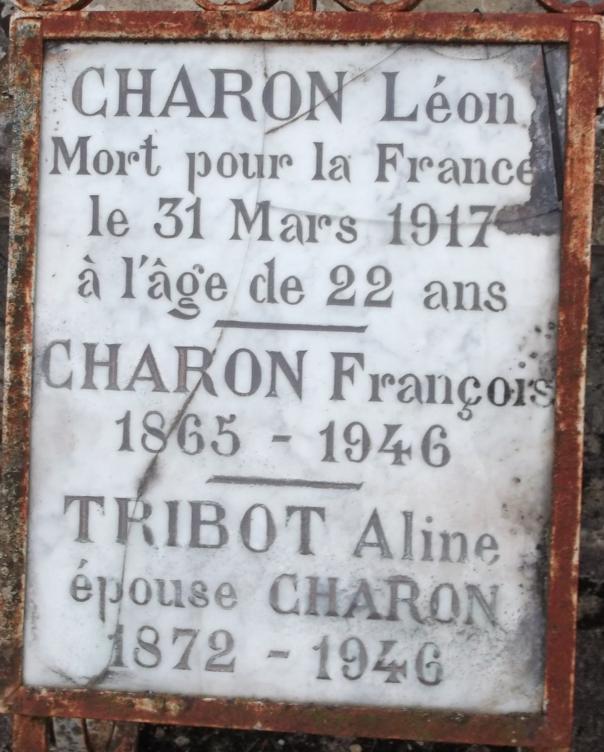 CHARON Léon
Mort pour la France
le 31 Mars 1917
à l'âge de 22 ans
CHARON François
1865 - 1946
TRIBOT Aline
épouse CHARON
1872 - 1946